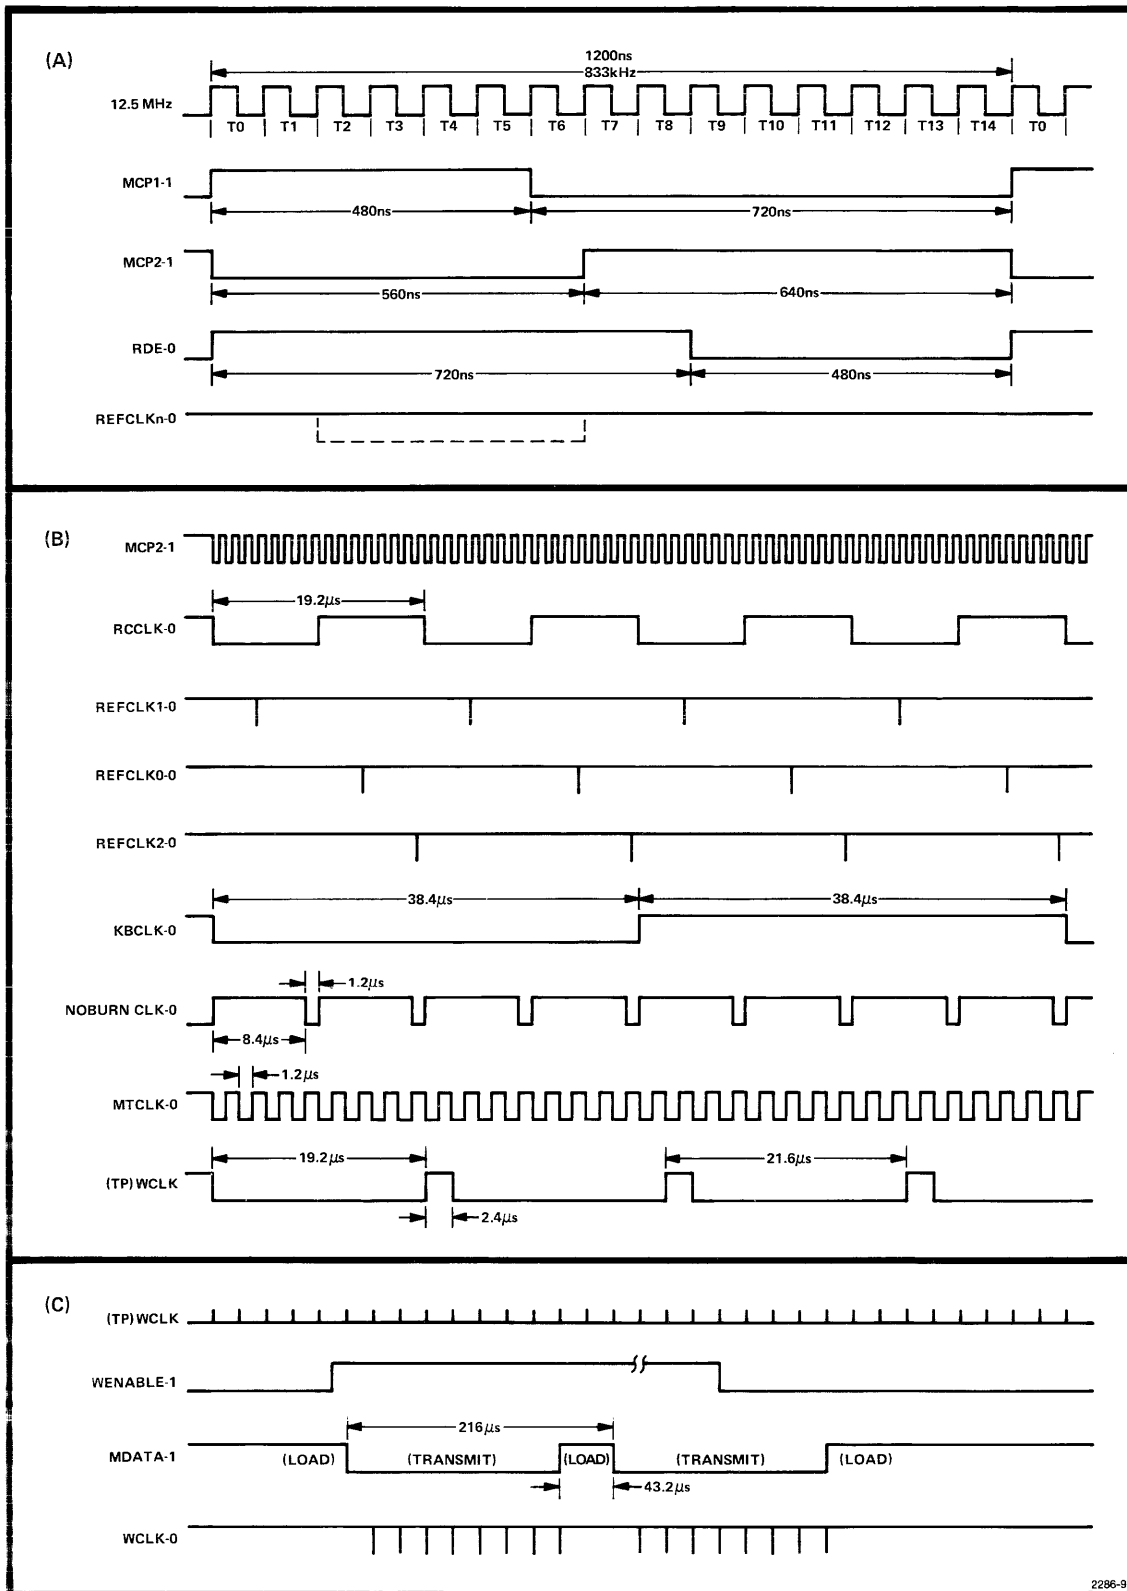 (A)
1200ns
833kHz
12.5 MHz
T0 T1 T2 T3 T4 T5 T6 T7 T8 T9 T10 T11 T12 T13 T14 T0
MCP1-1
480ns 720ns
MCP2-1
560ns 640ns
RDE-0
720ns 480ns
REFCLKn-0
(B)
MCP2-1
19.2μs
RCCLK-0
REFCLK1-0
REFCLK0-0
REFCLK2-0
38.4μs 38.4μs
KBCLK-0
1.2μs
NOBURN CLK-0
8.4μs
1.2μs
MTCLK-0
19.2μs 21.6μs
(TP)WCLK
2.4μs
(C)
(TP)WCLK
WENABLE-1
216μs
MDATA-1 (LOAD) (TRANSMIT) (LOAD) (TRANSMIT) (LOAD)
43.2μs
WCLK-0
2286-9